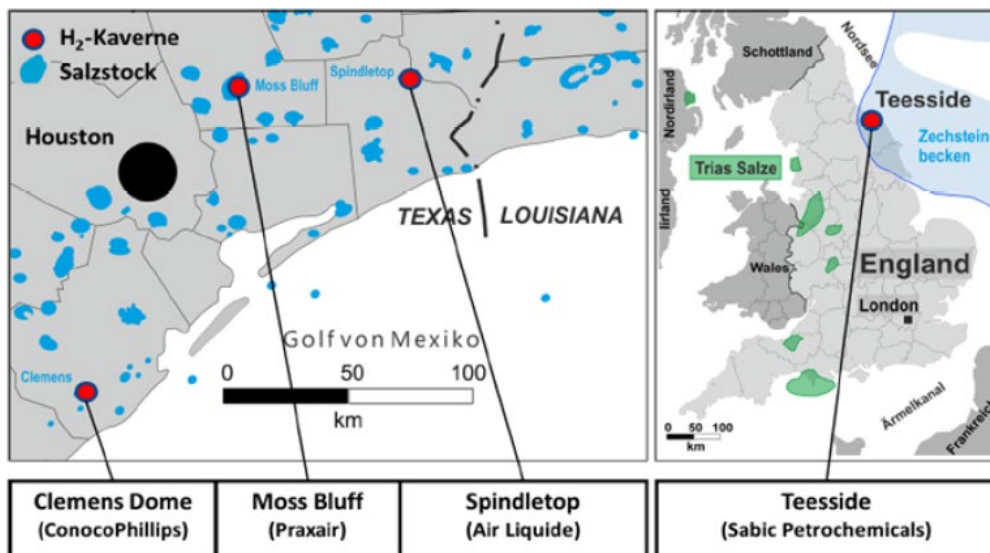 H₂-Kaverne
Salzstock
Moss Bluff
Spindletop
Houston
TEXAS
LOUISIANA
Golf von Mexiko
Clemens
0 50 100
km
Schottland
Nordsee
Nordirland
Teesside
Zechstein
becken
Trias Salze
Irland
Wales
England
London
Ärmelkanal
Frankreich
0 50 100
km
Clemens Dome
(ConocoPhillips)
Moss Bluff
(Praxair)
Spindletop
(Air Liquide)
Teesside
(Sabic Petrochemicals)